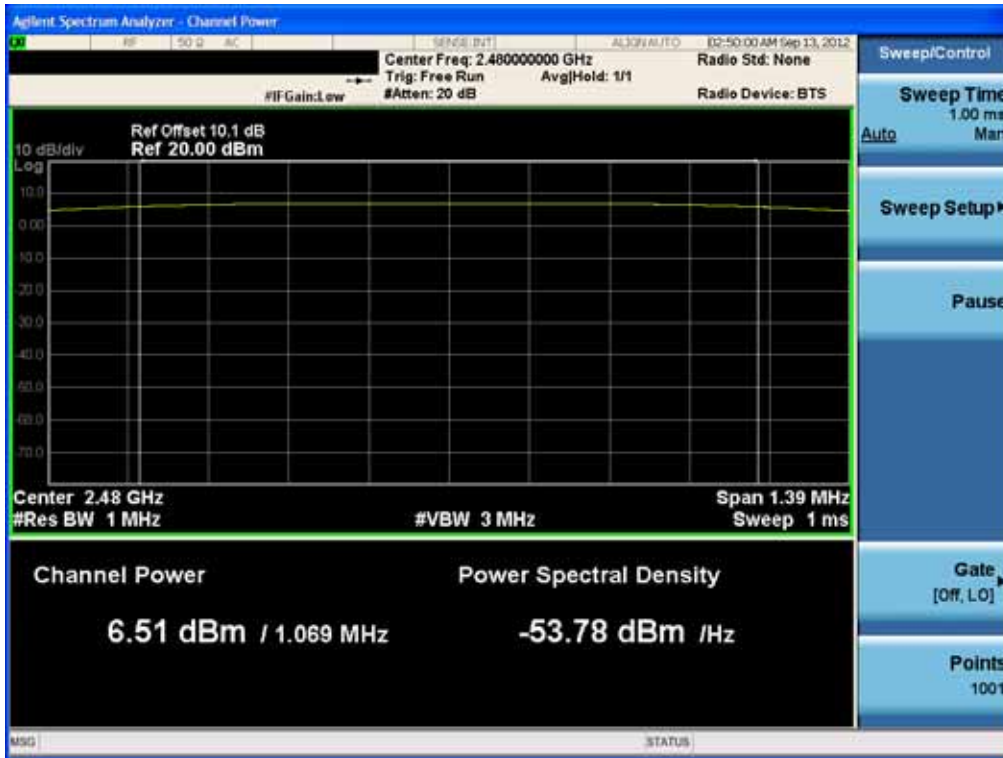 Agilent Spectrum Analyzer - Channel Power
RF 50 Ω AC SENSE:INT ALIGN AUTO 02:50:00 AM Sep 13, 2012
Center Freq: 2.480000000 GHz Radio Std: None
Trig: Free Run Avg|Hold: 1/1
#IFGain:Low #Atten: 20 dB Radio Device: BTS
Ref Offset 10.1 dB
10 dB/div Ref 20.00 dBm
Log
10.0
0.00
-10.0
-20.0
-30.0
-40.0
-50.0
-60.0
-70.0
Center 2.48 GHz Span 1.39 MHz
#Res BW 1 MHz #VBW 3 MHz Sweep 1 ms
Channel Power Power Spectral Density
6.51 dBm / 1.069 MHz -53.78 dBm /Hz
MSG STATUS
Sweep/Control
Sweep Time
1.00 ms
Auto Man
Sweep Setup
Pause
Gate
[Off, LO]
Points
1001